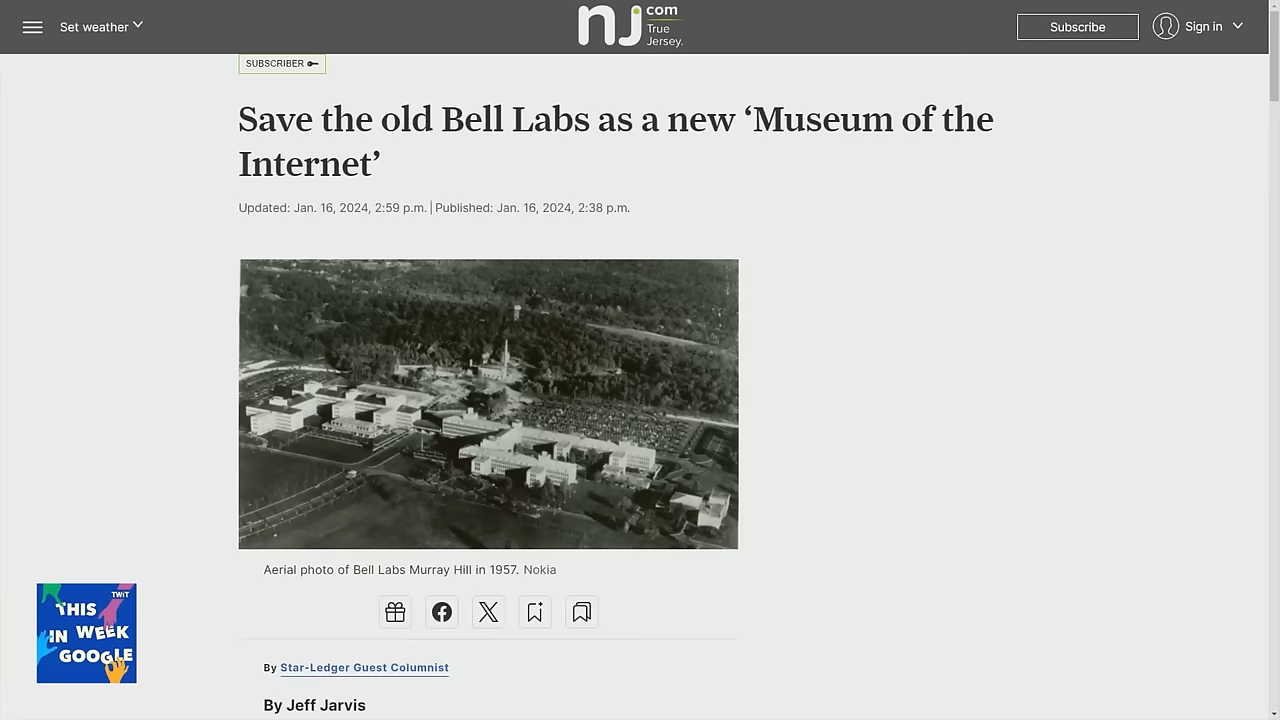 Set weather
nj
com
True
Jersey.
Subscribe
Sign in
SUBSCRIBER
Save the old Bell Labs as a new ‘Museum of the
Internet’
Updated: Jan. 16, 2024, 2:59 p.m. | Published: Jan. 16, 2024, 2:38 p.m.
Aerial photo of Bell Labs Murray Hill in 1957. Nokia
TWiT
THIS
IN WEEK
GOOGLE
By Star-Ledger Guest Columnist
By Jeff Jarvis